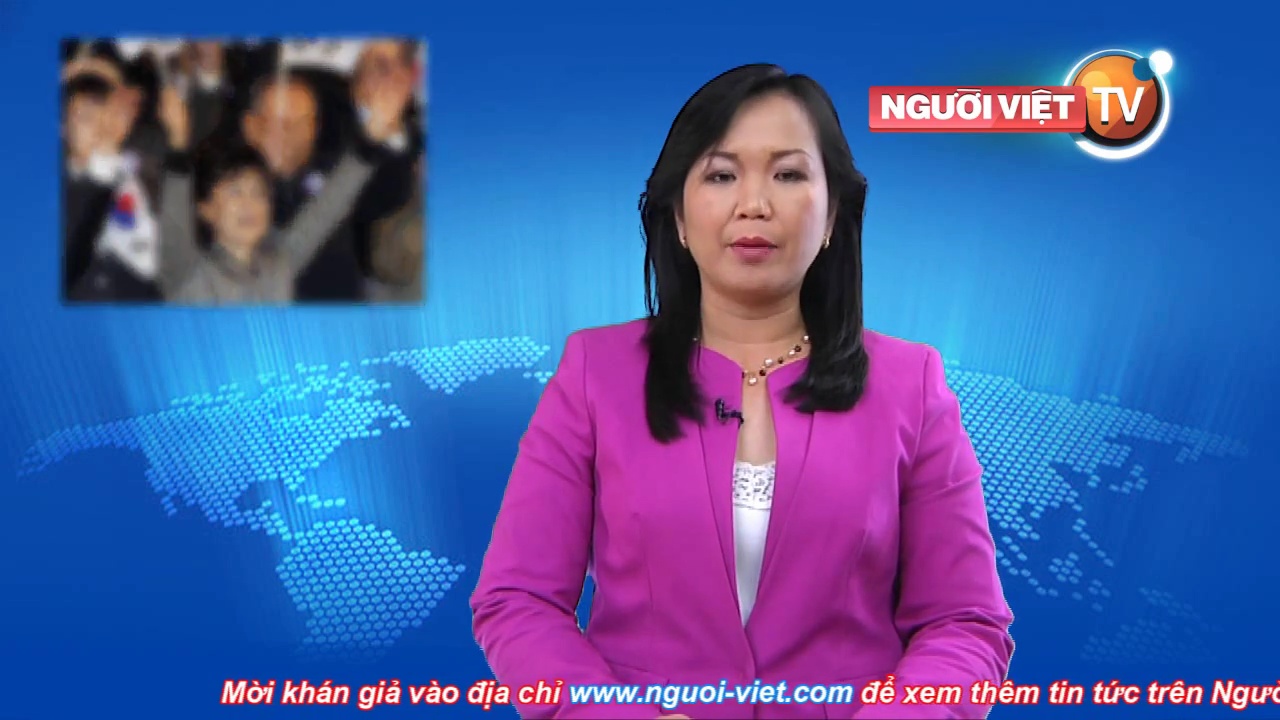 NGƯỜI VIỆT TV
Mời khán giả vào địa chỉ www.nguoi-viet.com để xem thêm tin tức trên Ngườ